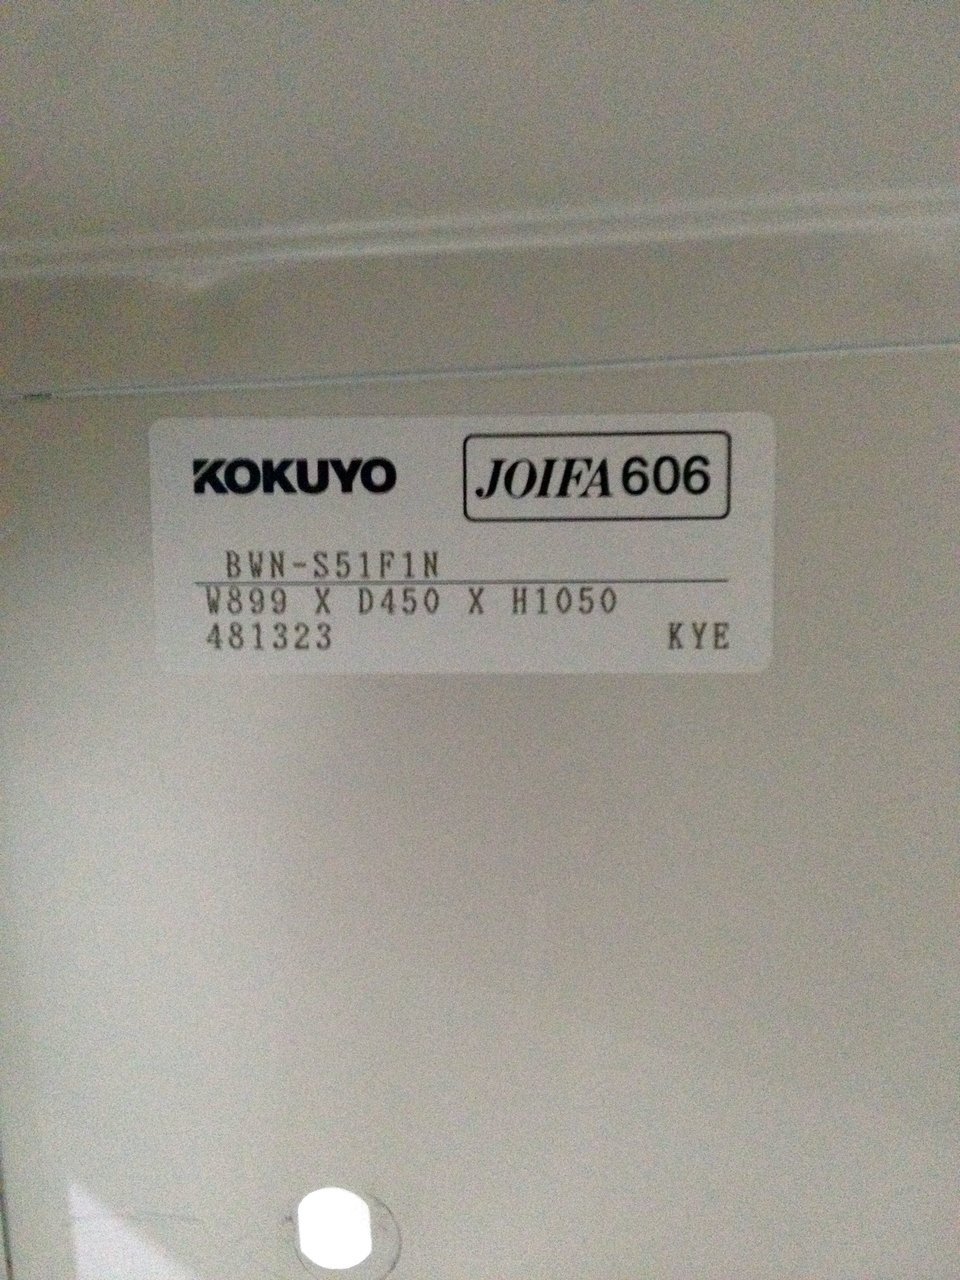 KOKUYO JOIFA 606
BWN-S51F1N
W899 X D450 X H1050
481323 KYE